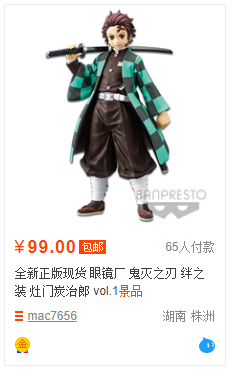 BANPRESTO
¥99.00 包邮 65人付款
全新正版现货 眼镜厂 鬼灭之刃 绊之
装 灶门炭治郎 vol.1景品
mac7656 湖南 株洲
金